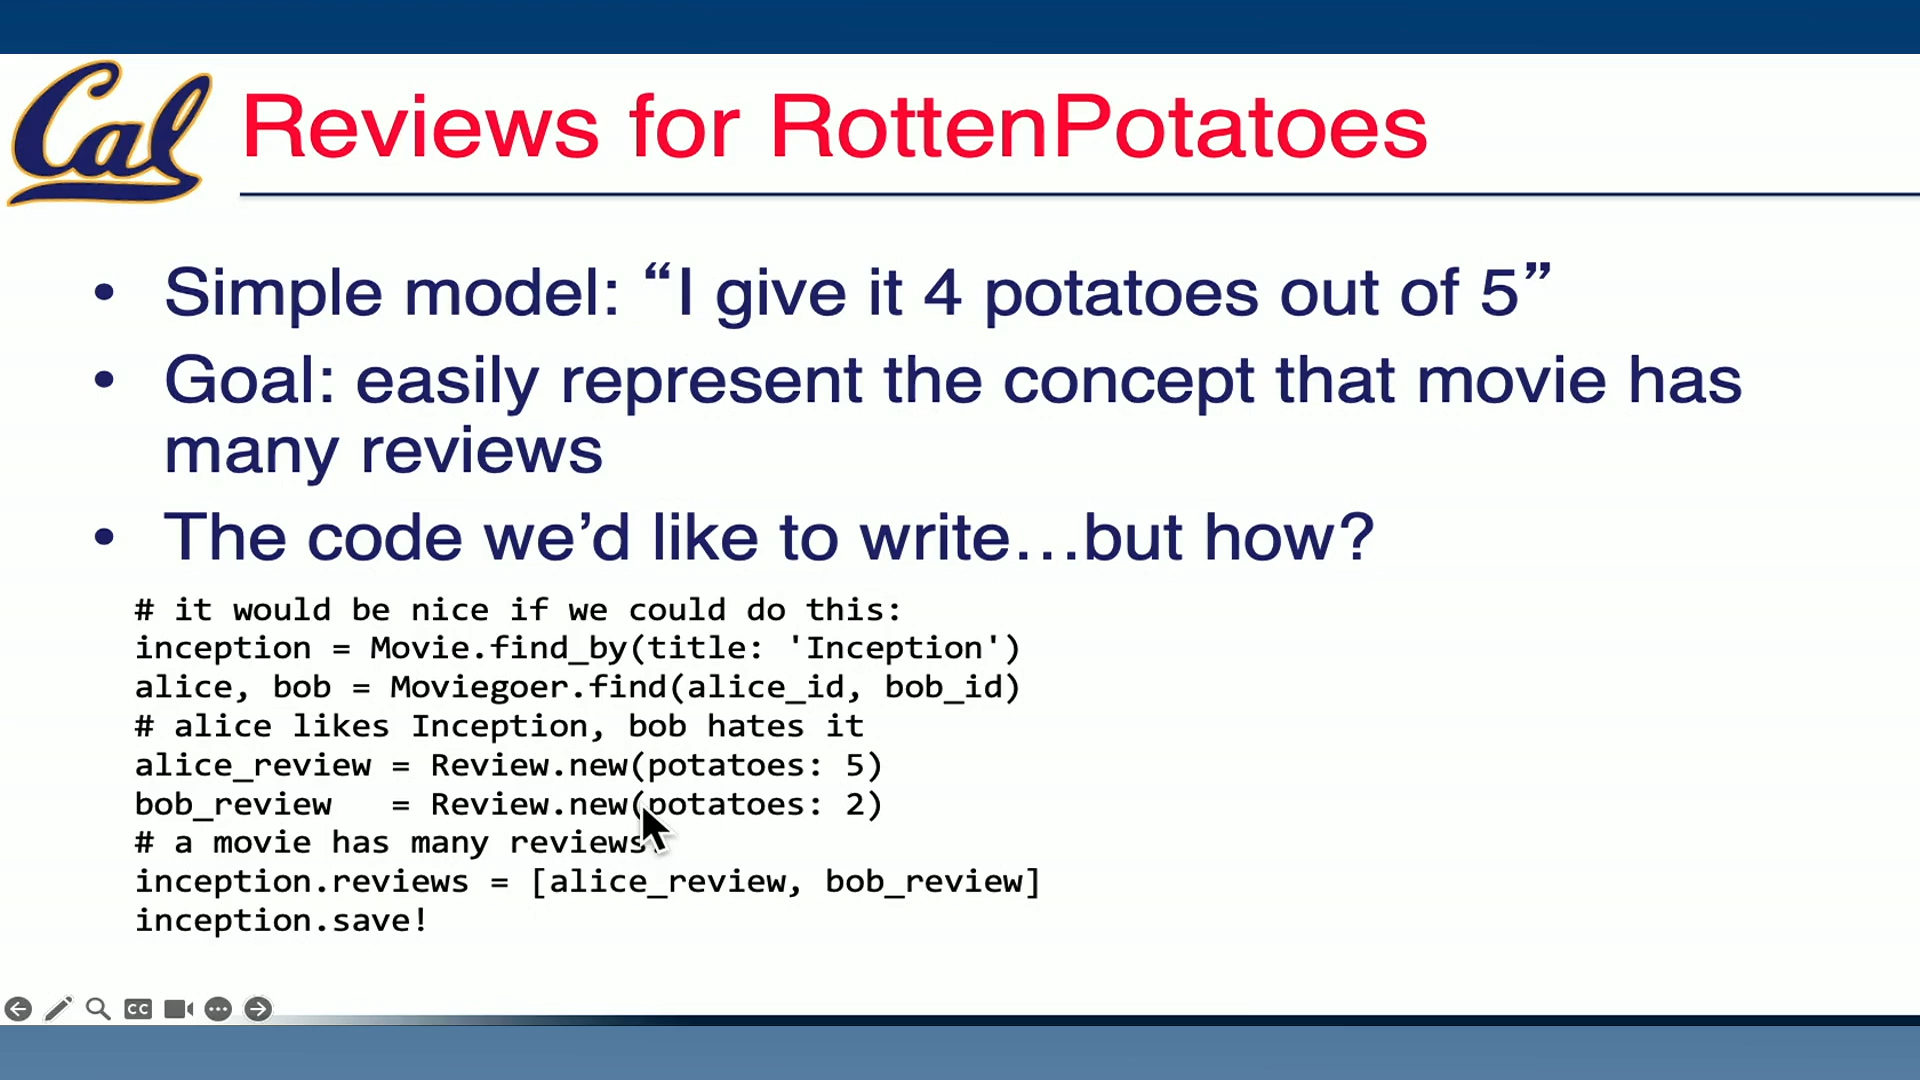 Cal
Reviews for RottenPotatoes
• Simple model: “I give it 4 potatoes out of 5”
• Goal: easily represent the concept that movie has
many reviews
• The code we’d like to write…but how?
# it would be nice if we could do this:
inception = Movie.find_by(title: 'Inception')
alice, bob = Moviegoer.find(alice_id, bob_id)
# alice likes Inception, bob hates it
alice_review = Review.new(potatoes: 5)
bob_review   = Review.new(potatoes: 2)
# a movie has many reviews
inception.reviews = [alice_review, bob_review]
inception.save!
CC